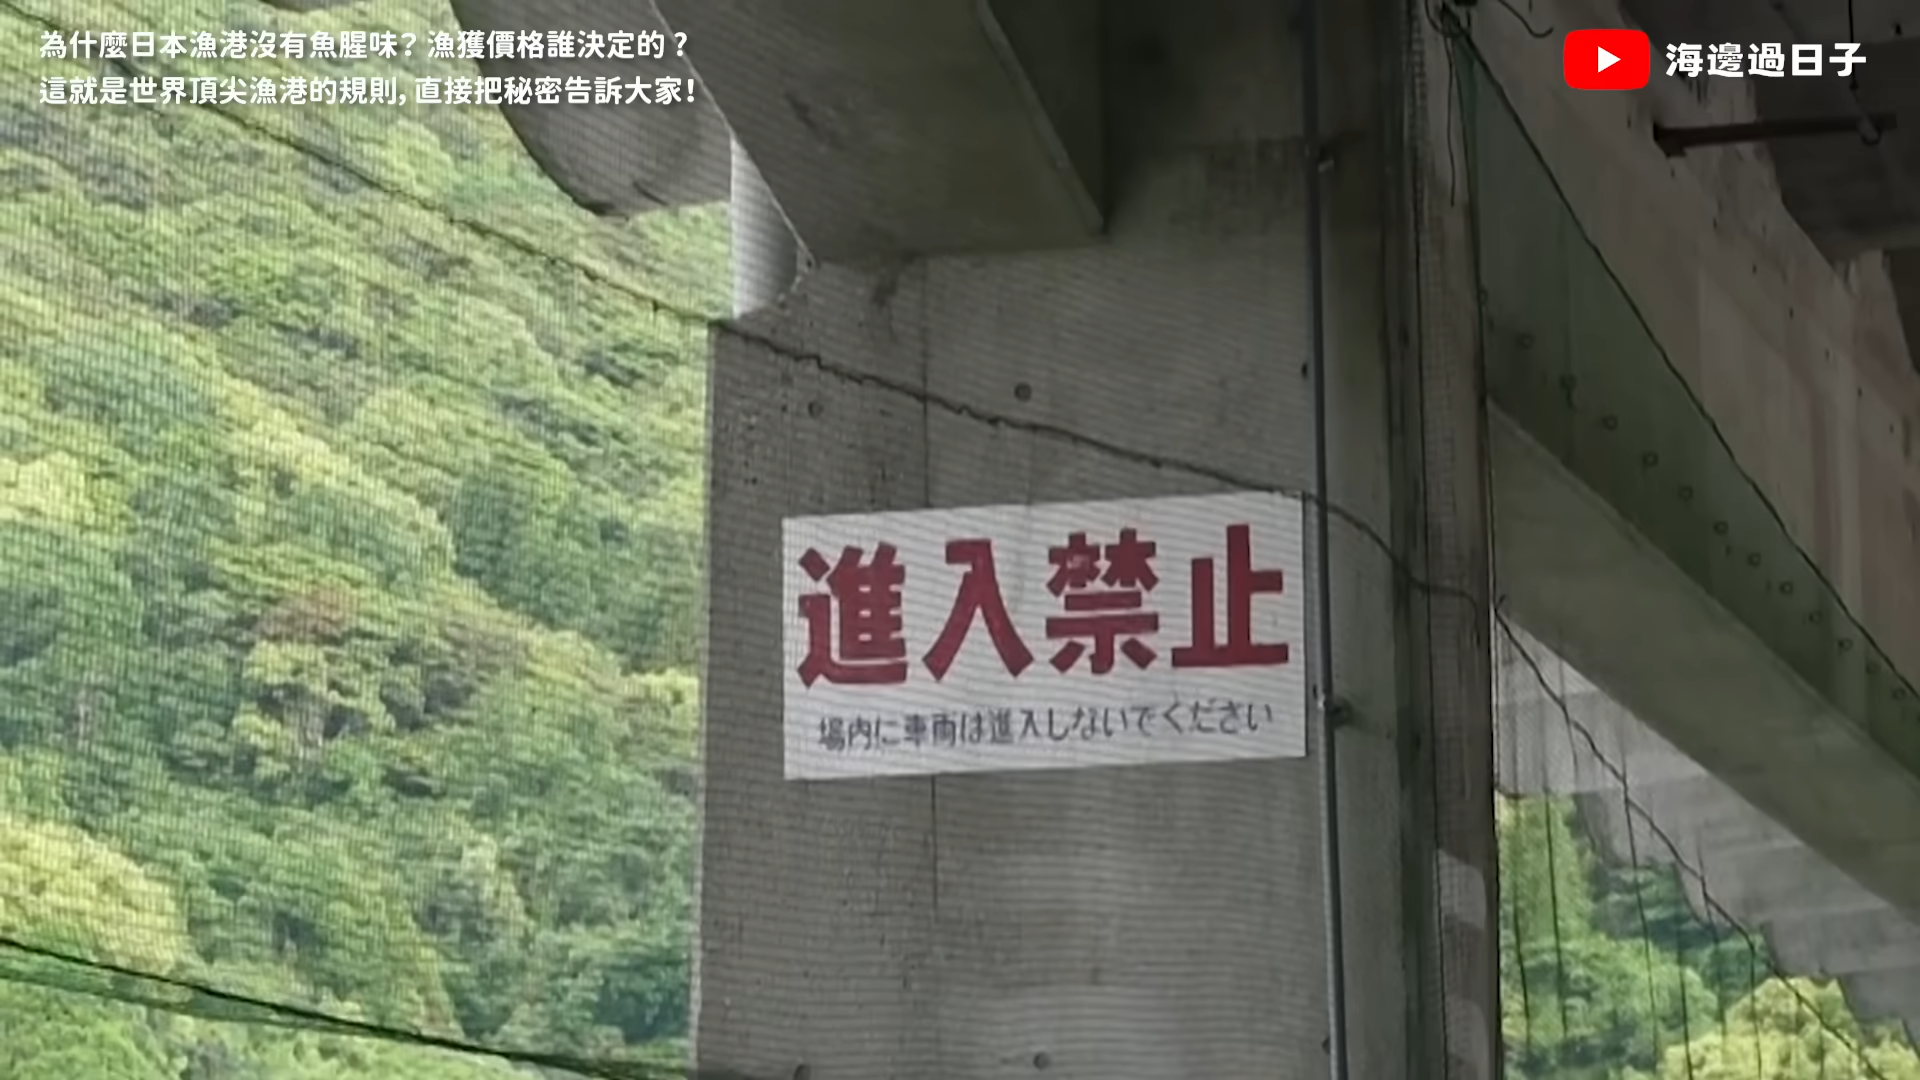 為什麼日本漁港沒有魚腥味？漁獲價格誰決定的？
這就是世界頂尖漁港的規則，直接把秘密告訴大家！
海邊過日子
進入禁止
場内に車両は進入しないでください